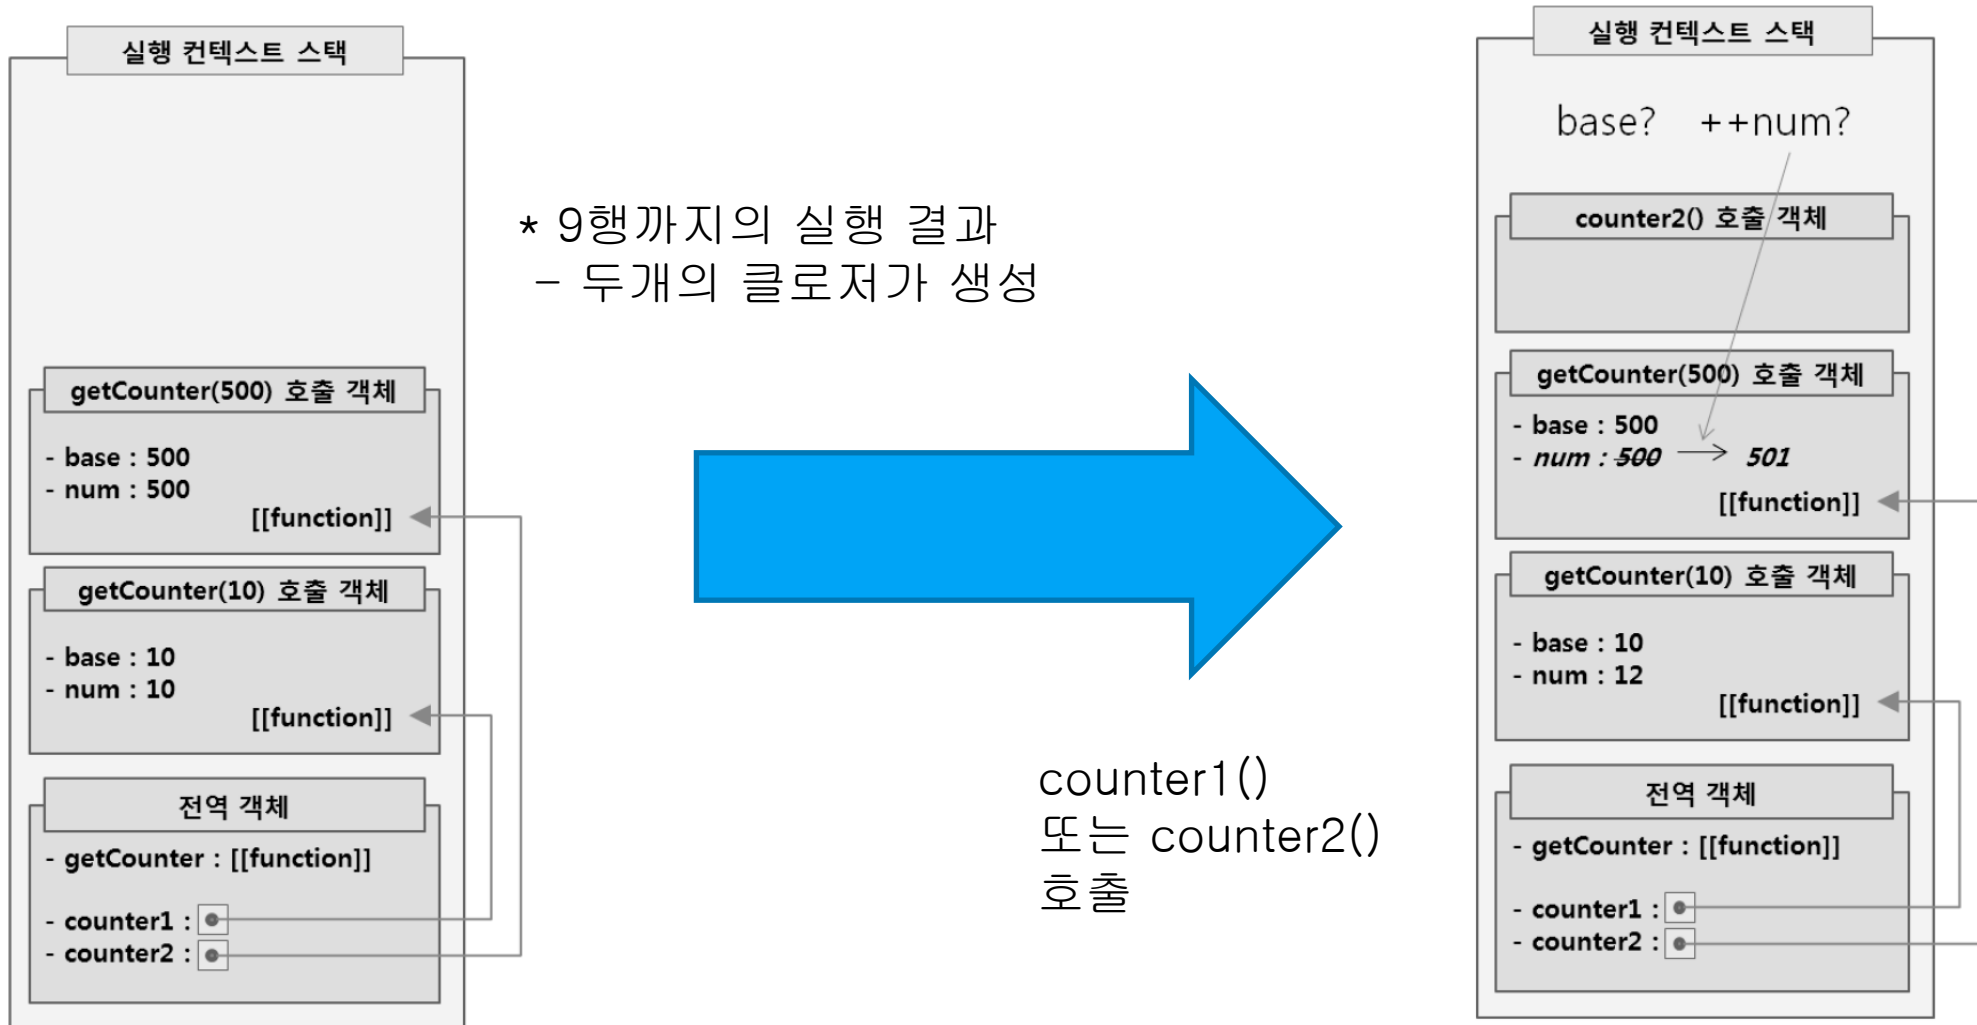 실행 컨텍스트 스택
getCounter(500) 호출 객체
- base : 500
- num : 500
[[function]]
getCounter(10) 호출 객체
- base : 10
- num : 10
[[function]]
전역 객체
- getCounter : [[function]]
- counter1 :
- counter2 :
* 9행까지의 실행 결과
- 두개의 클로저가 생성
counter1()
또는 counter2()
호출
실행 컨텍스트 스택
base? ++num?
counter2() 호출 객체
getCounter(500) 호출 객체
- base : 500
- num : 500 → 501
[[function]]
getCounter(10) 호출 객체
- base : 10
- num : 12
[[function]]
전역 객체
- getCounter : [[function]]
- counter1 :
- counter2 :